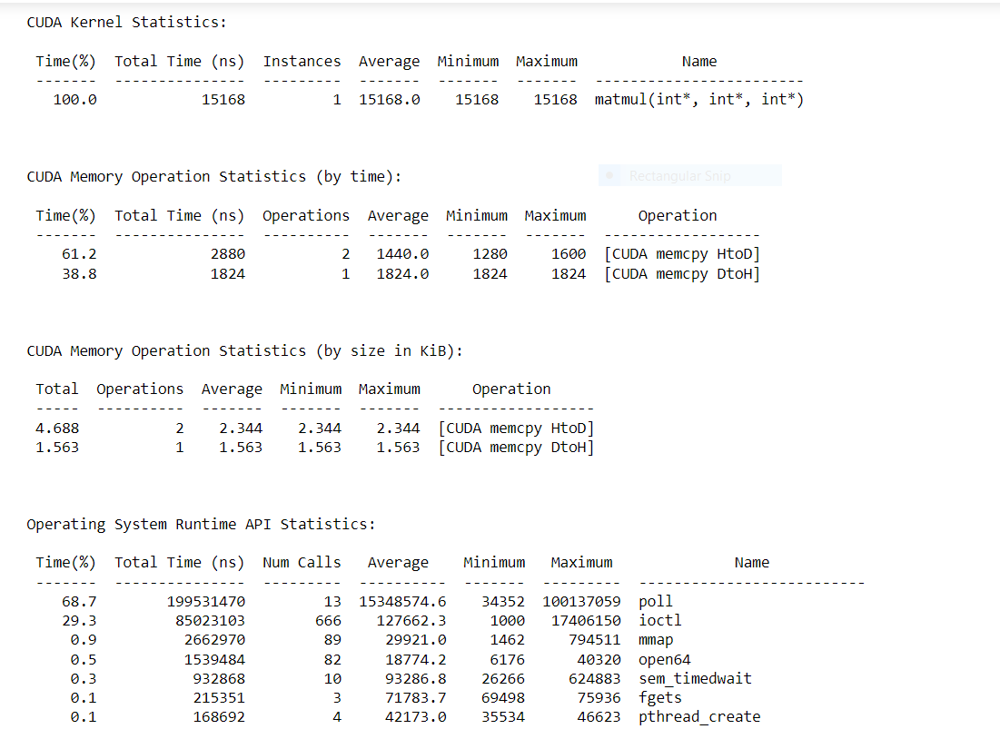 CUDA Kernel Statistics:
Time(%) Total Time (ns) Instances Average Minimum Maximum Name
------- --------------- --------- ------- ------- ------- ------------------------
100.0 15168 1 15168.0 15168 15168 matmul(int*, int*, int*)
CUDA Memory Operation Statistics (by time):
Rectangular Snip
Time(%) Total Time (ns) Operations Average Minimum Maximum Operation
------- --------------- ---------- ------- ------- ------- ------------------
61.2 2880 2 1440.0 1280 1600 [CUDA memcpy HtoD]
38.8 1824 1 1824.0 1824 1824 [CUDA memcpy DtoH]
CUDA Memory Operation Statistics (by size in KiB):
Total Operations Average Minimum Maximum Operation
----- ---------- ------- ------- ------- ------------------
4.688 2 2.344 2.344 2.344 [CUDA memcpy HtoD]
1.563 1 1.563 1.563 1.563 [CUDA memcpy DtoH]
Operating System Runtime API Statistics:
Time(%) Total Time (ns) Num Calls Average Minimum Maximum Name
------- --------------- --------- ---------- ------- --------- --------------------------
68.7 199531470 13 15348574.6 34352 100137059 poll
29.3 85023103 666 127662.3 1000 17406150 ioctl
0.9 2662970 89 29921.0 1462 794511 mmap
0.5 1539484 82 18774.2 6176 40320 open64
0.3 932868 10 93286.8 26266 624883 sem_timedwait
0.1 215351 3 71783.7 69498 75936 fgets
0.1 168692 4 42173.0 35534 46623 pthread_create